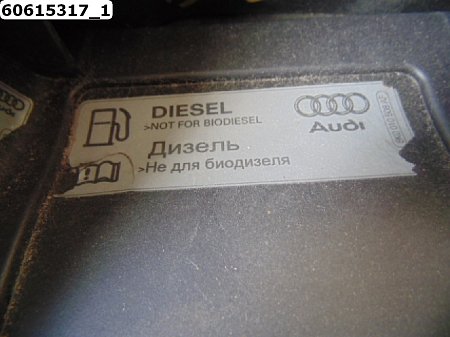 60615317_1
DIESEL
>NOT FOR BIODIESEL
Audi
Дизель
>Не для биодизеля